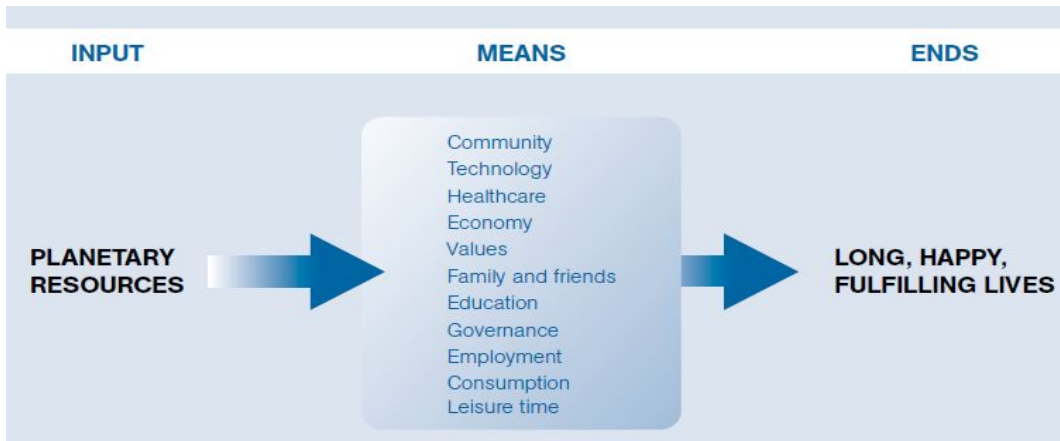 INPUT
MEANS
ENDS
PLANETARY
RESOURCES
Community
Technology
Healthcare
Economy
Values
Family and friends
Education
Governance
Employment
Consumption
Leisure time
LONG, HAPPY,
FULFILLING LIVES